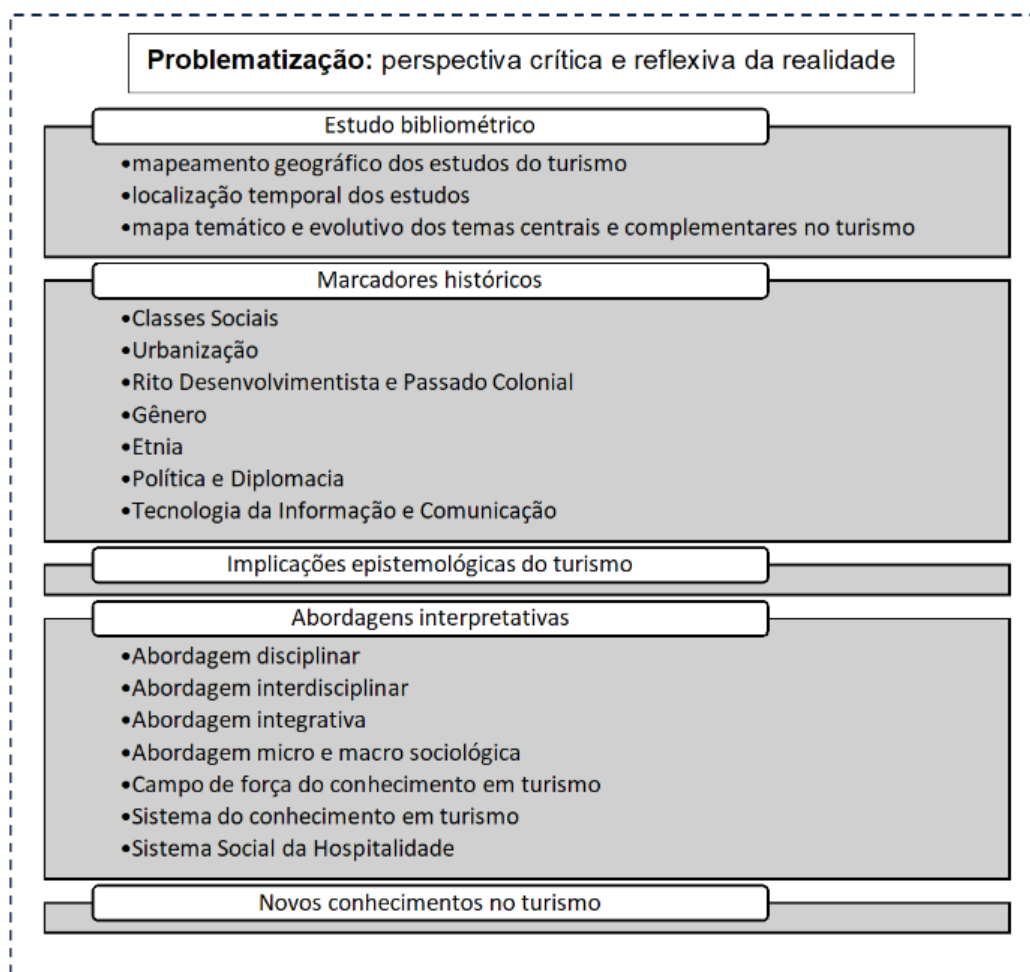 Problematização: perspectiva crítica e reflexiva da realidade
Estudo bibliométrico
•mapeamento geográfico dos estudos do turismo
•localização temporal dos estudos
•mapa temático e evolutivo dos temas centrais e complementares no turismo
Marcadores históricos
•Classes Sociais
•Urbanização
•Rito Desenvolvimentista e Passado Colonial
•Gênero
•Etnia
•Política e Diplomacia
•Tecnologia da Informação e Comunicação
Implicações epistemológicas do turismo
Abordagens interpretativas
•Abordagem disciplinar
•Abordagem interdisciplinar
•Abordagem integrativa
•Abordagem micro e macro sociológica
•Campo de força do conhecimento em turismo
•Sistema do conhecimento em turismo
•Sistema Social da Hospitalidade
Novos conhecimentos no turismo